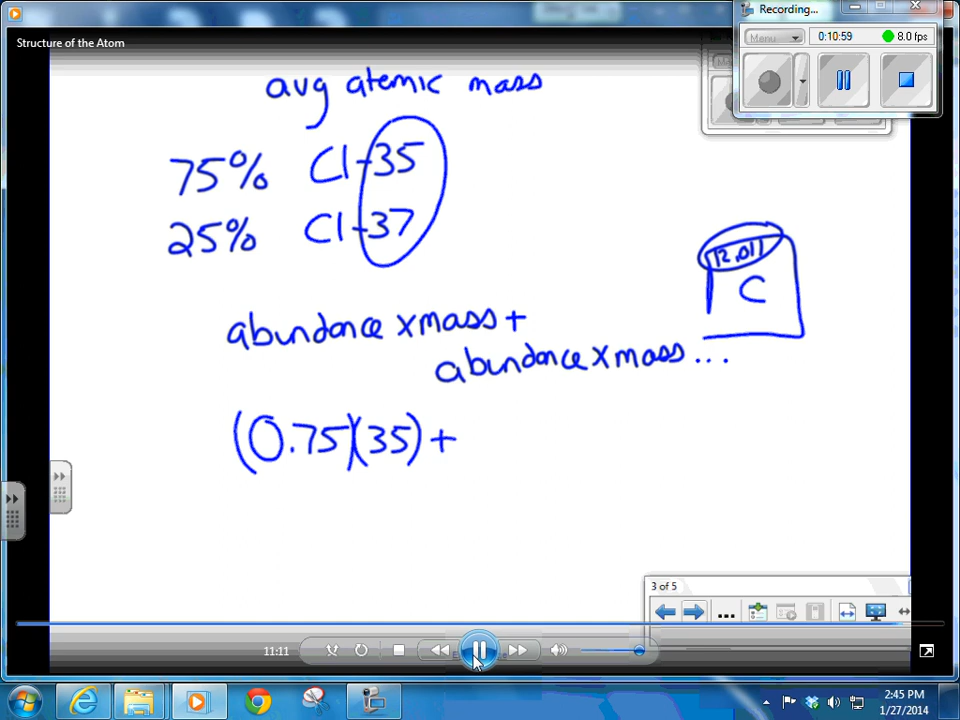 Recording...
Structure of the Atom
Menu
0:10:59
8.0 fps
avg atemic mass
75% Cl-35
25% Cl-37
12.011
C
abundance x mass +
abundance x mass ...
(0.75)(35) +
3 of 5
11:11
2:45 PM
1/27/2014